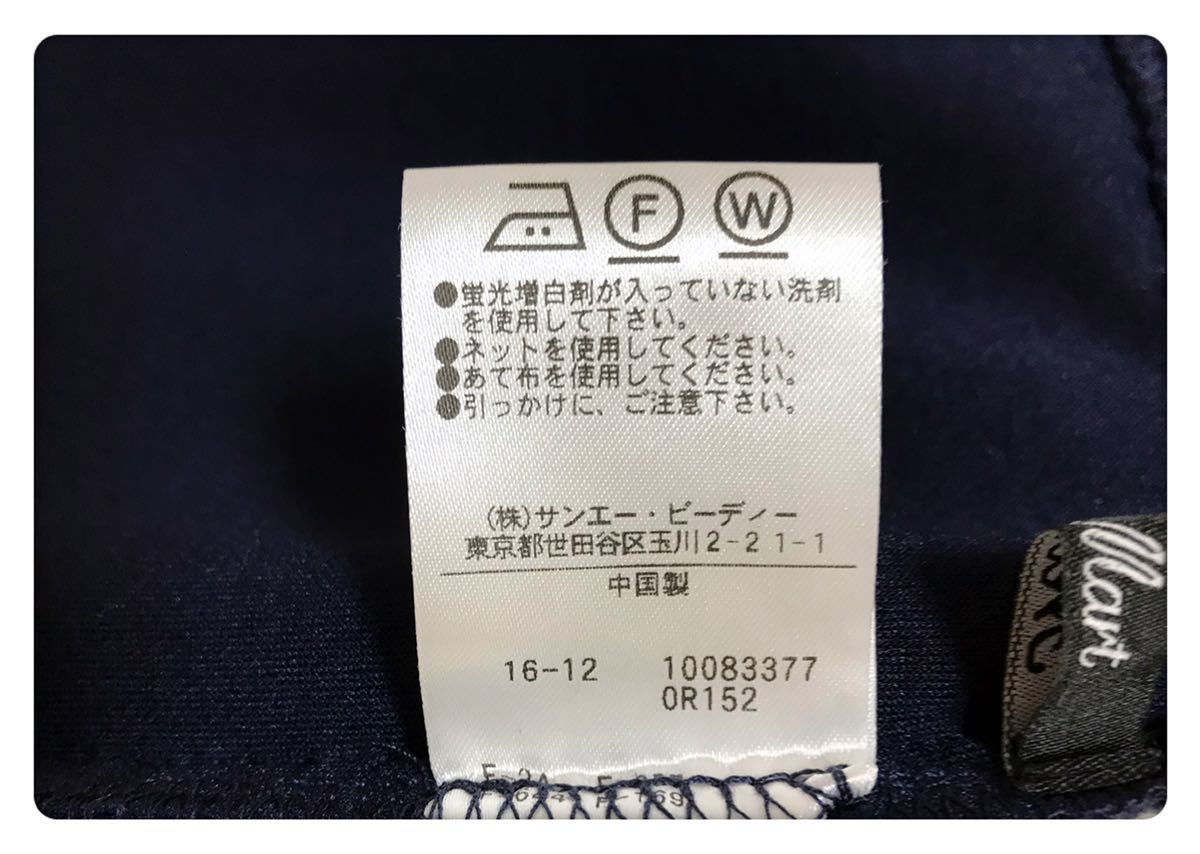 F W
●蛍光増白剤が入っていない洗剤
を使用して下さい。
●ネットを使用してください。
●あて布を使用してください。
●引っかけに、ご注意下さい。
(株)サンエー・ビーディー
東京都世田谷区玉川2-21-1
中国製
16-12 10083377
0R152
Mart